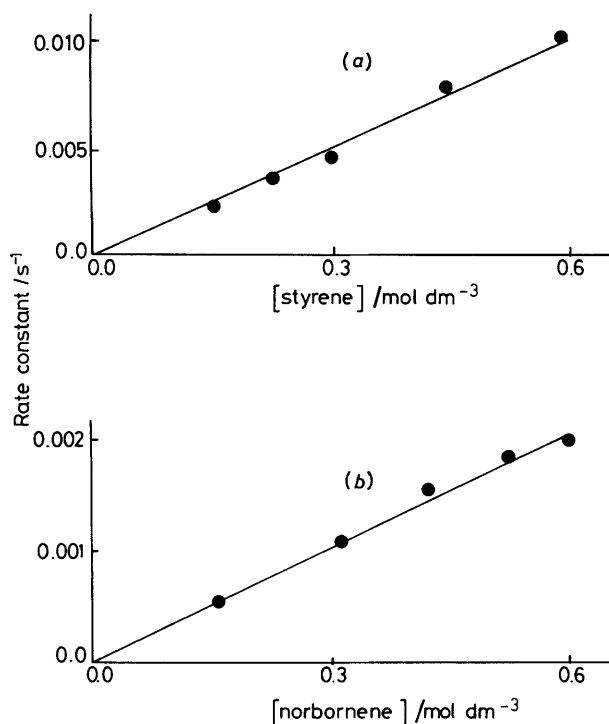 0.010
(a)
0.005
0.0
0.0 0.3 0.6
[styrene] /mol dm⁻³
Rate constant /s⁻¹
0.002
(b)
0.001
0.0
0.0 0.3 0.6
[norbornene] /mol dm⁻³